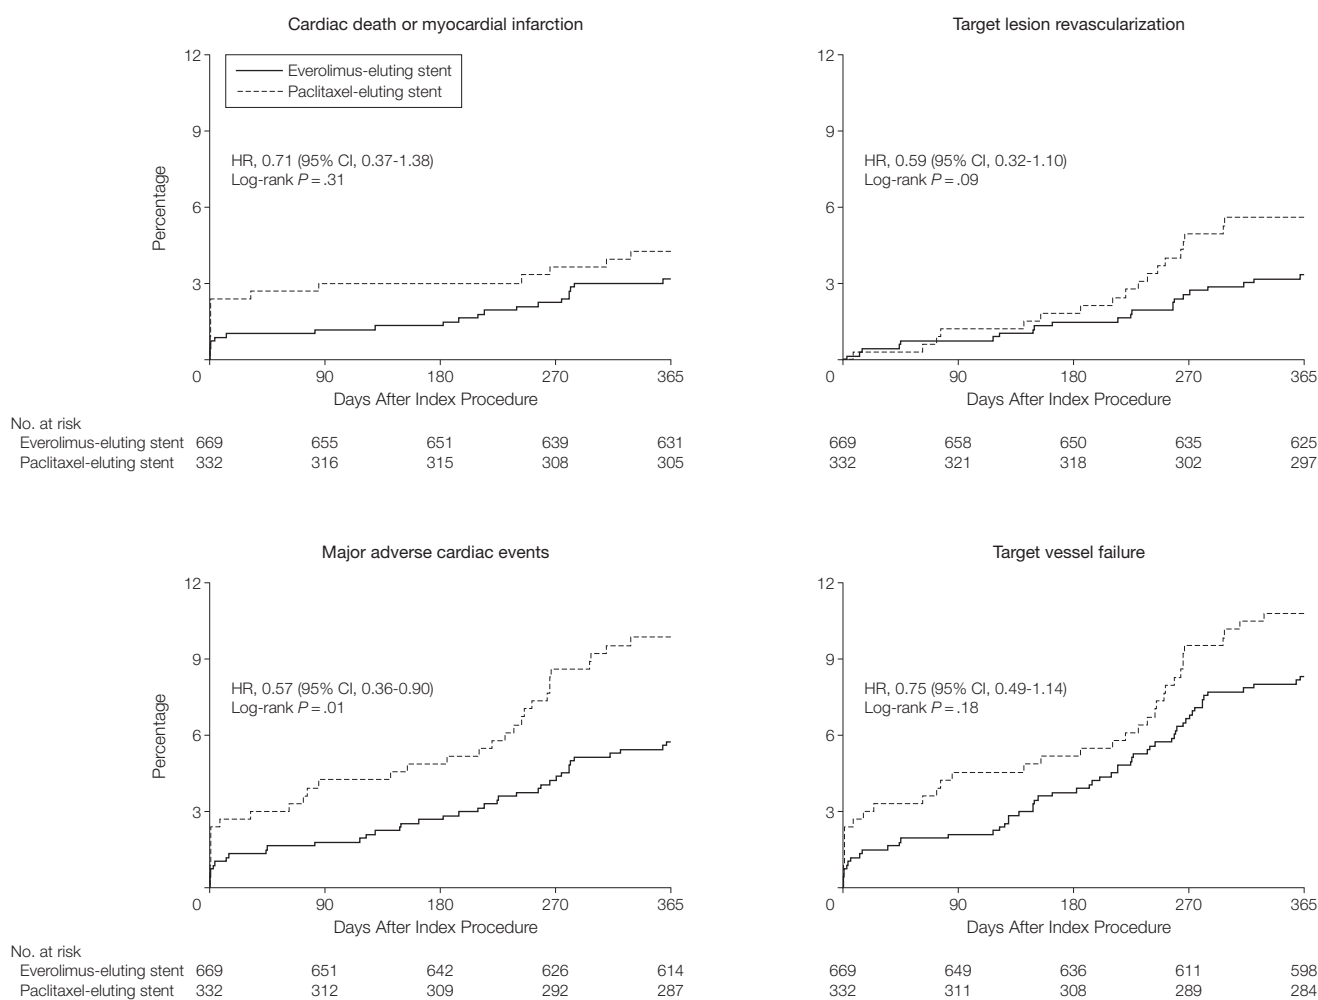 Cardiac death or myocardial infarction
12
9
6
3
0
Percentage
Everolimus-eluting stent
Paclitaxel-eluting stent
HR, 0.71 (95% CI, 0.37-1.38)
Log-rank P = .31
90
180
270
365
Days After Index Procedure
No. at risk
Everolimus-eluting stent 669 655 651 639 631
Paclitaxel-eluting stent 332 316 315 308 305
Target lesion revascularization
12
9
6
3
0
HR, 0.59 (95% CI, 0.32-1.10)
Log-rank P = .09
90
180
270
365
Days After Index Procedure
669 658 650 635 625
332 321 318 302 297
Major adverse cardiac events
12
9
6
3
0
Percentage
HR, 0.57 (95% CI, 0.36-0.90)
Log-rank P = .01
90
180
270
365
Days After Index Procedure
No. at risk
Everolimus-eluting stent 669 651 642 626 614
Paclitaxel-eluting stent 332 312 309 292 287
Target vessel failure
12
9
6
3
0
HR, 0.75 (95% CI, 0.49-1.14)
Log-rank P = .18
90
180
270
365
Days After Index Procedure
669 649 636 611 598
332 311 308 289 284